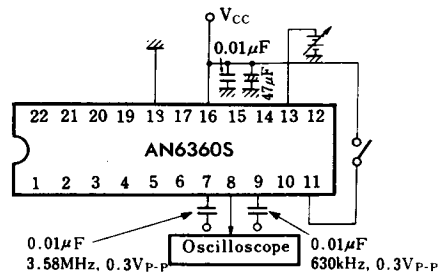 VCC
0.01µF
47µF
22 21 20 19 18 17 16 15 14 13 12
AN6360S
1 2 3 4 5 6 7 8 9 10 11
0.01µF
3.58MHz, 0.3VP-P
Oscilloscope
0.01µF
630kHz, 0.3VP-P